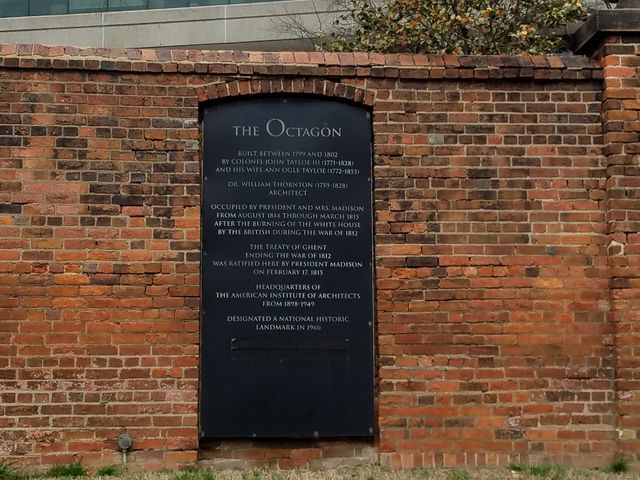 THE OCTAGON
BUILT BETWEEN 1799 AND 1802
BY COLONEL JOHN TAYLOE III (1771-1828)
AND HIS WIFE ANN OGLE TAYLOE (1772-1855)
DR. WILLIAM THORNTON (1759-1828)
ARCHITECT
OCCUPIED BY PRESIDENT AND MRS. MADISON
FROM AUGUST 1814 THROUGH MARCH 1815
AFTER THE BURNING OF THE WHITE HOUSE
BY THE BRITISH DURING THE WAR OF 1812
THE TREATY OF GHENT
ENDING THE WAR OF 1812
WAS RATIFIED HERE BY PRESIDENT MADISON
ON FEBRUARY 17, 1815
HEADQUARTERS OF
THE AMERICAN INSTITUTE OF ARCHITECTS
FROM 1898-1949
DESIGNATED A NATIONAL HISTORIC
LANDMARK IN 1960